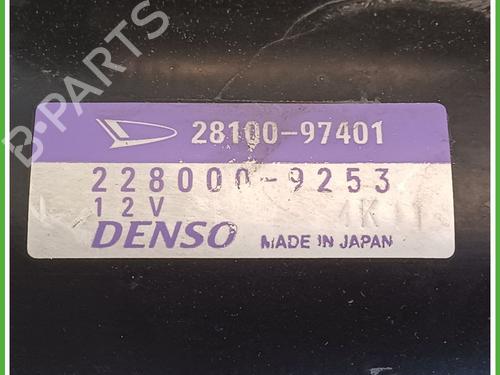 B-PARTS
28100-97401
228000-9253
12V
DENSO MADE IN JAPAN